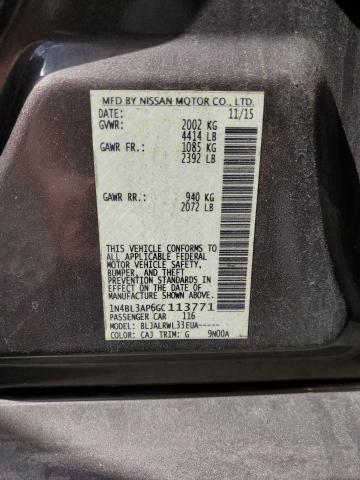 MFD BY NISSAN MOTOR CO., LTD.
DATE: 11/15
GVWR: 2002 KG
4414 LB
GAWR FR.: 1085 KG
2392 LB
GAWR RR.: 940 KG
2072 LB
THIS VEHICLE CONFORMS TO
ALL APPLICABLE FEDERAL
MOTOR VEHICLE SAFETY,
BUMPER, AND THEFT
PREVENTION STANDARDS IN
EFFECT ON THE DATE OF
MANUFACTURE SHOWN ABOVE.
1N4BL3AP6GC113771
PASSENGER CAR 116
MODEL: BLJALRWL33EUA-----
COLOR: CAJ TRIM: G 9N00A